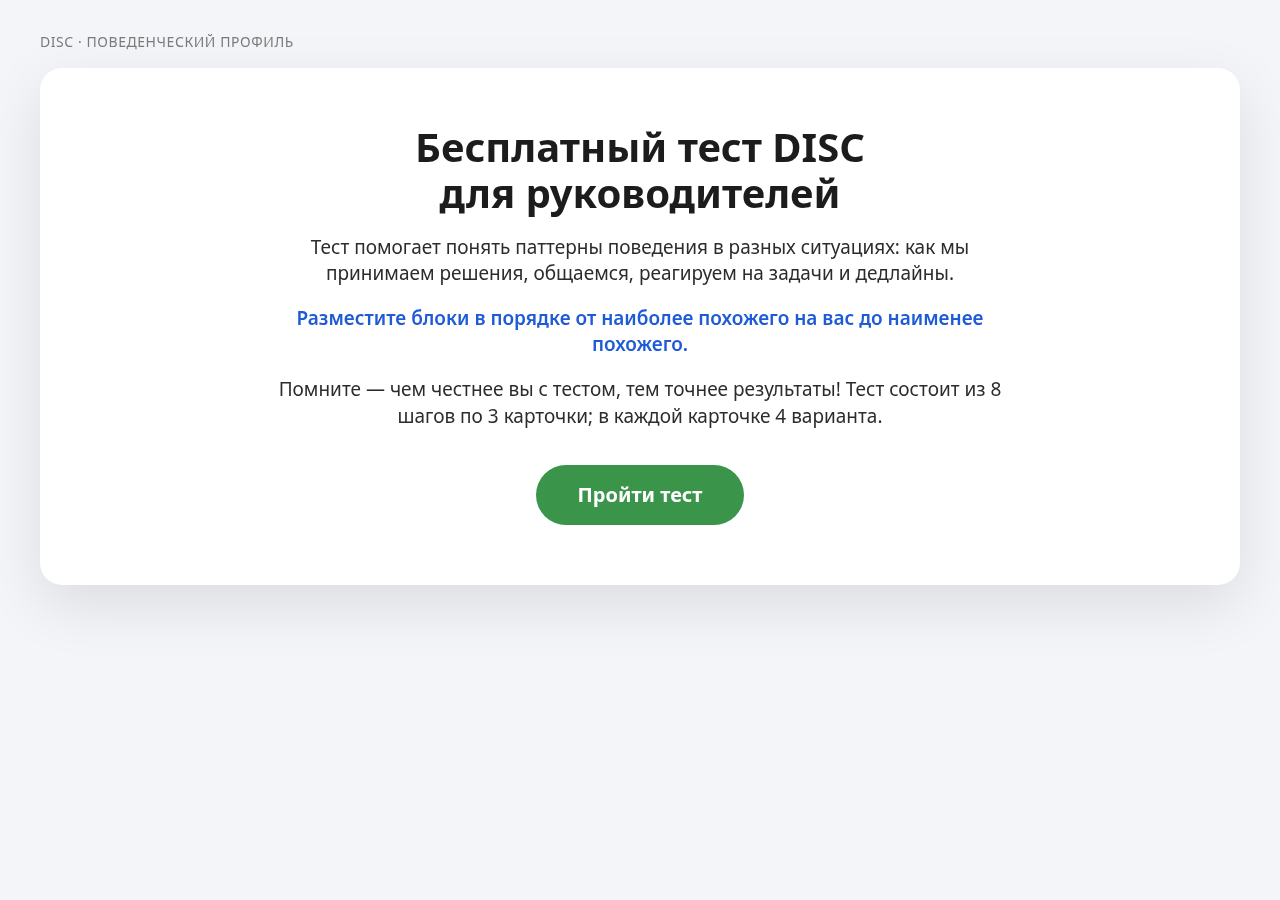 DISC · ПОВЕДЕНЧЕСКИЙ ПРОФИЛЬ
Бесплатный тест DISC
для руководителей
Тест помогает понять паттерны поведения в разных ситуациях: как мы
принимаем решения, общаемся, реагируем на задачи и дедлайны.
Разместите блоки в порядке от наиболее похожего на вас до наименее
похожего.
Помните — чем честнее вы с тестом, тем точнее результаты! Тест состоит из 8
шагов по 3 карточки; в каждой карточке 4 варианта.
Пройти тест